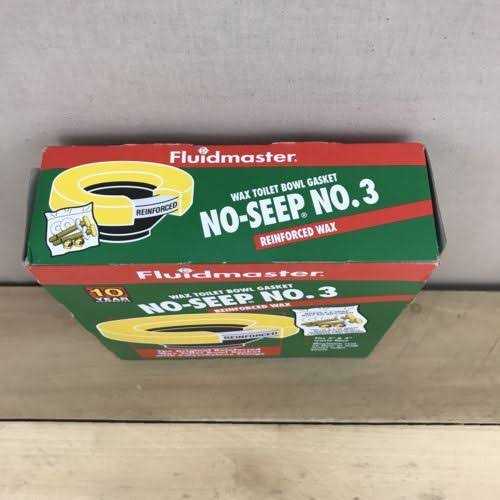 Fluidmaster.
WAX TOILET BOWL GASKET
NO-SEEP® NO. 3
REINFORCED WAX
REINFORCED
Fluidmaster.
10
YEAR
WAX TOILET BOWL GASKET
NO-SEEP® NO. 3
REINFORCED WAX
REINFORCED